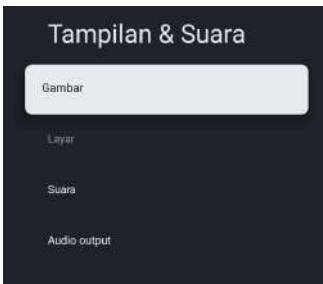 Tampilan & Suara
Gambar
Layar
Suara
Audio output